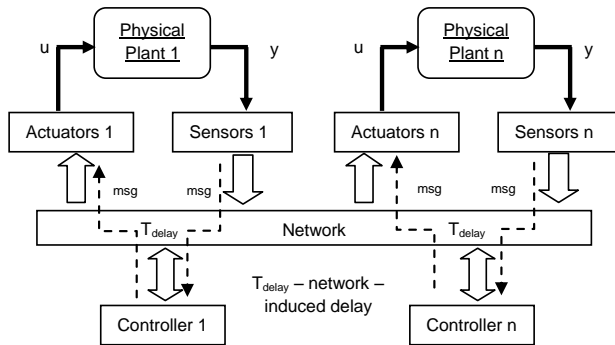 Physical
Plant 1
u
y
Physical
Plant n
u
y
Actuators 1
Sensors 1
Actuators n
Sensors n
msg
msg
msg
msg
Tdelay
Network
Tdelay
Tdelay – network –
induced delay
Controller 1
Controller n